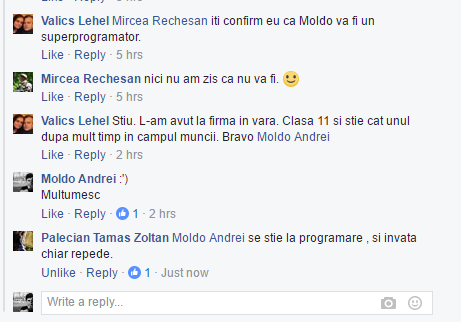 Valics Lehel Mircea Rechesan iti confirm eu ca Moldo va fi un
superprogramator.
Like · Reply · 5 hrs
Mircea Rechesan nici nu am zis ca nu va fi.
Like · Reply · 5 hrs
Valics Lehel Stiu. L-am avut la firma in vara. Clasa 11 si stie cat unul
dupa mult timp in campul muncii. Bravo Moldo Andrei
Like · Reply · 2 hrs
Moldo Andrei :')
Multumesc
Like · Reply · 1 · 2 hrs
Palecian Tamas Zoltan Moldo Andrei se stie la programare , si invata
chiar repede.
Unlike · Reply · 1 · Just now
Write a reply...